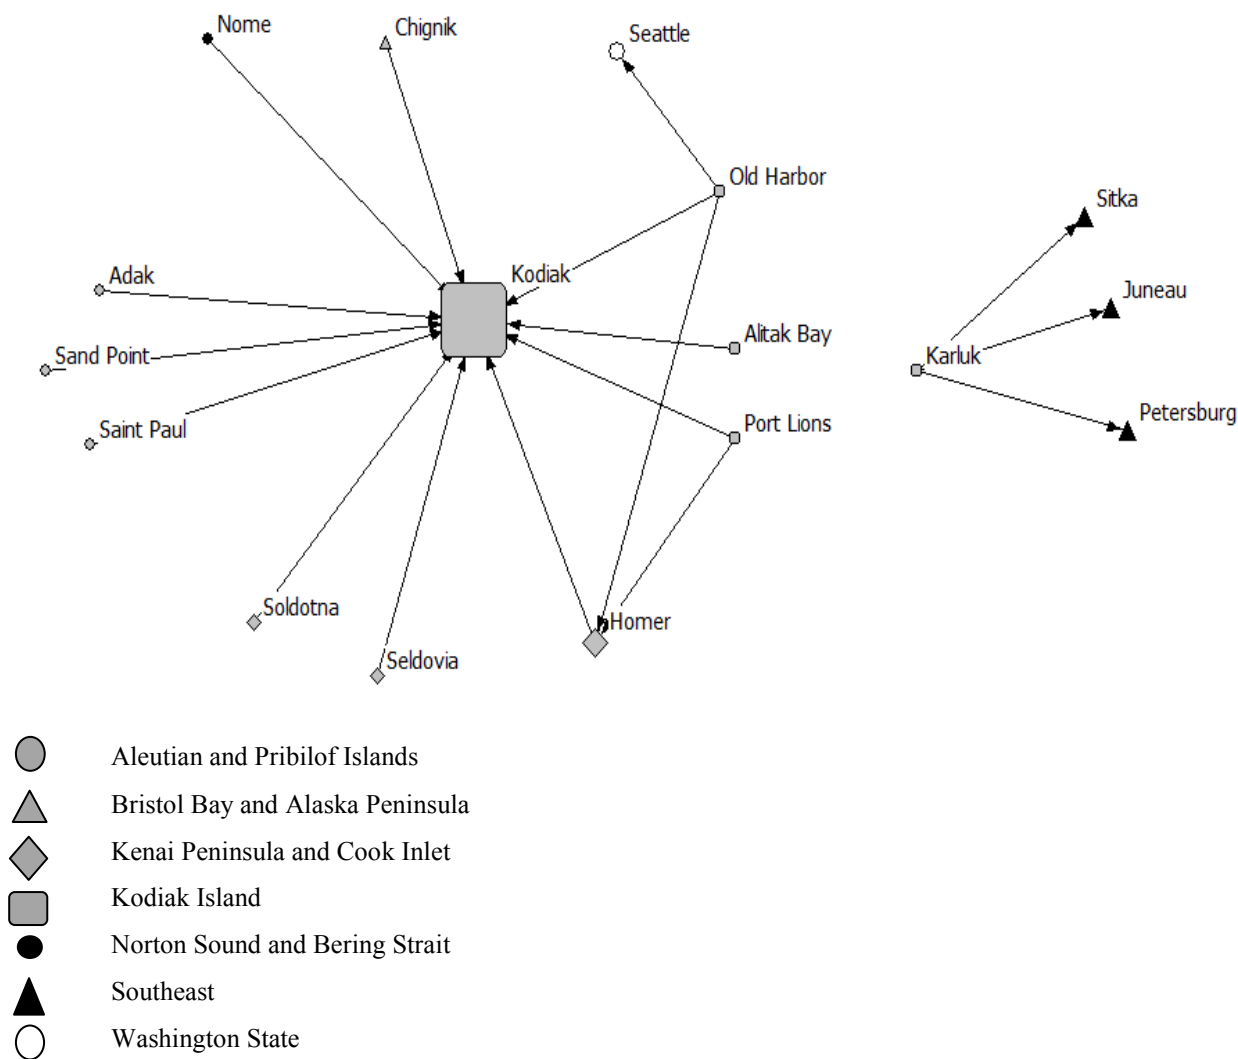 Nome
Chignik
Seattle
Old Harbor
Sitka
Adak
Kodiak
Juneau
Sand Point
Alitak Bay
Karluk
Saint Paul
Port Lions
Petersburg
Soldotna
Homer
Seldovia
Aleutian and Pribilof Islands
Bristol Bay and Alaska Peninsula
Kenai Peninsula and Cook Inlet
Kodiak Island
Norton Sound and Bering Strait
Southeast
Washington State